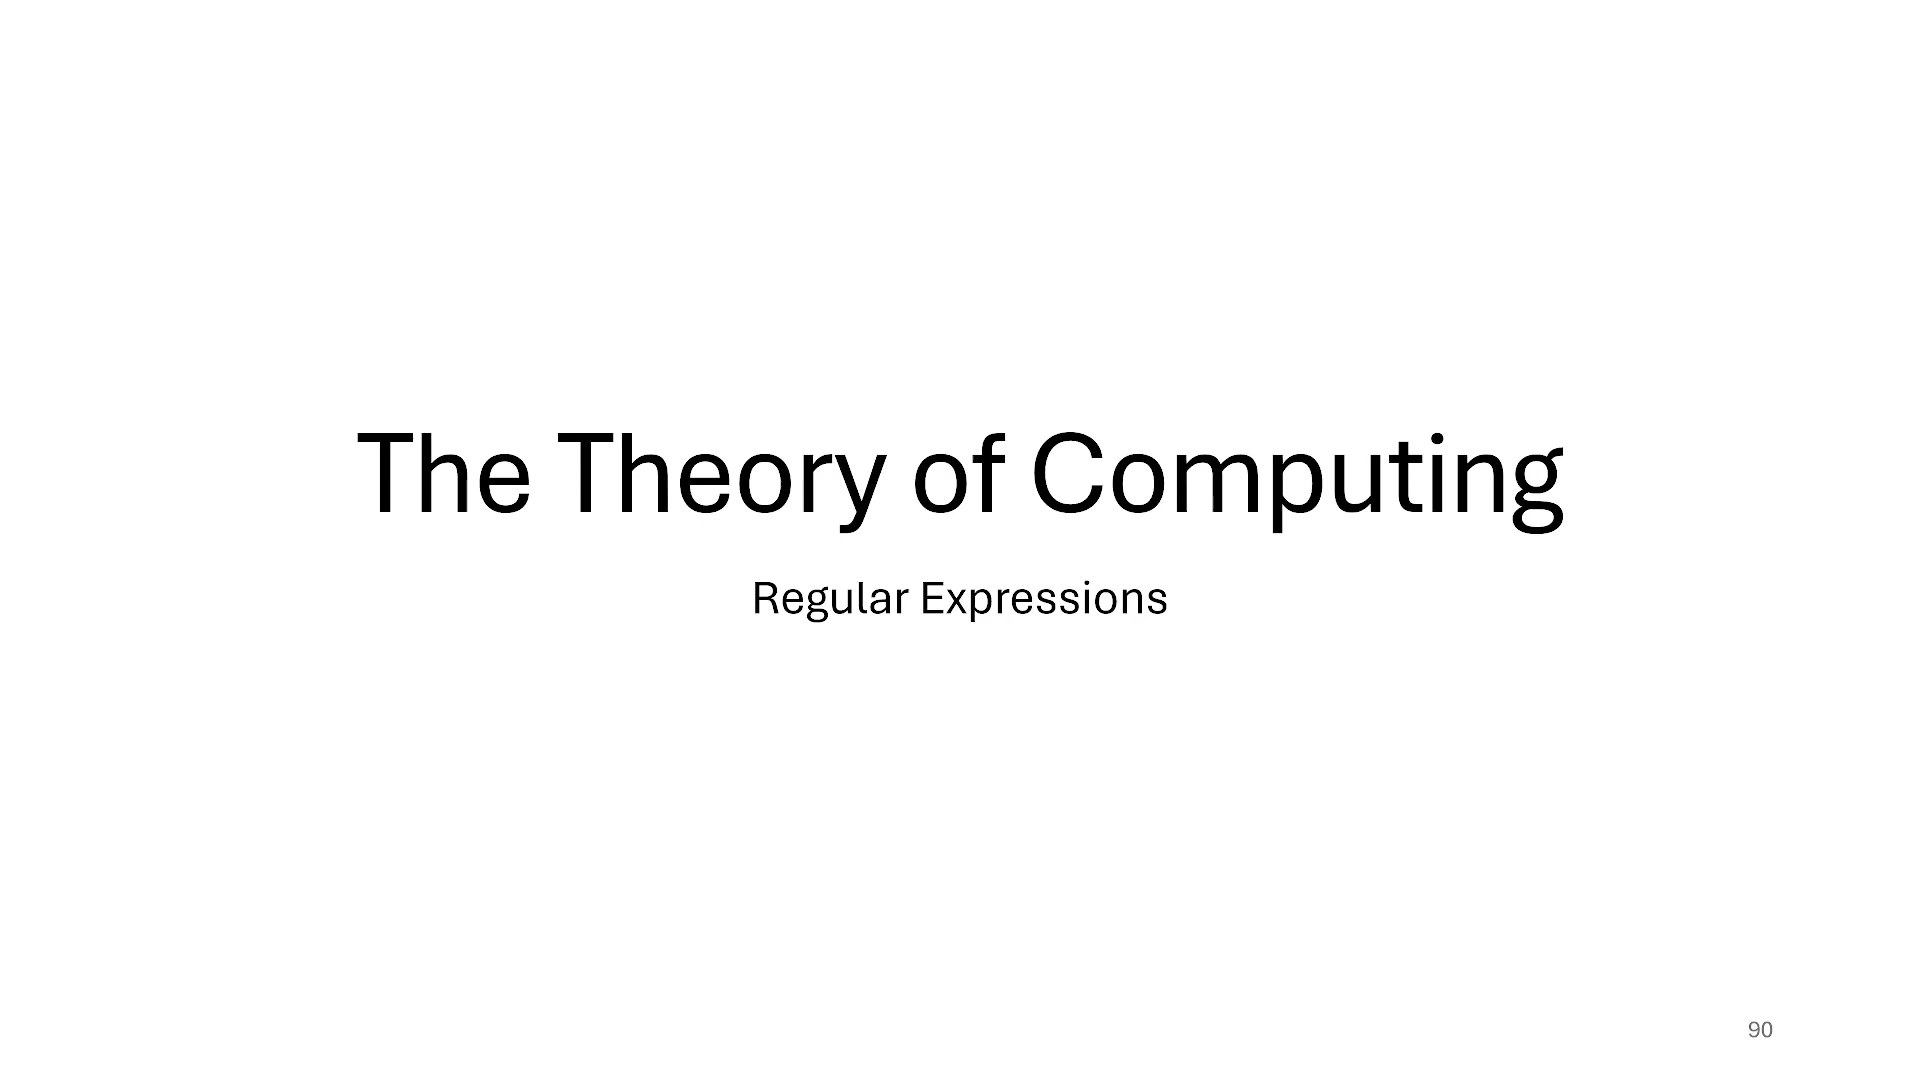 The Theory of Computing
Regular Expressions
90